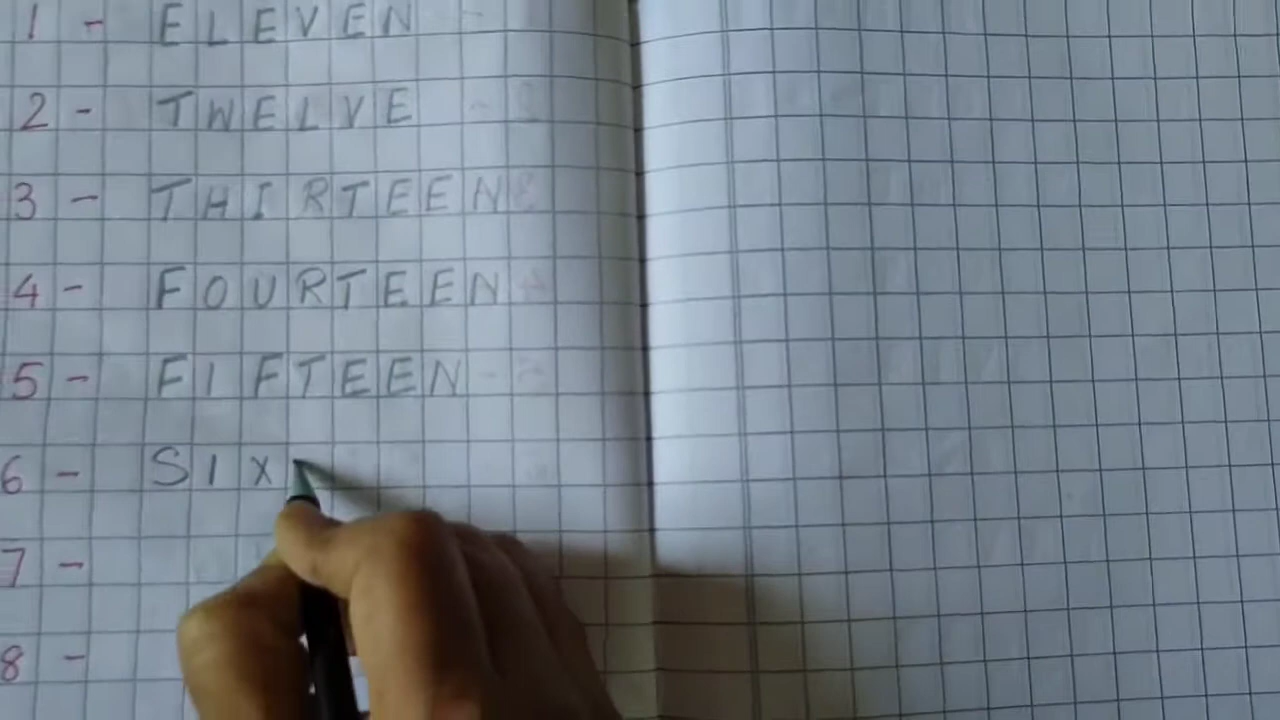 1 - ELEVEN
2 - TWELVE
3 - THIRTEEN
4 - FOURTEEN
5 - FIFTEEN
6 - SIX
7 -
8 -